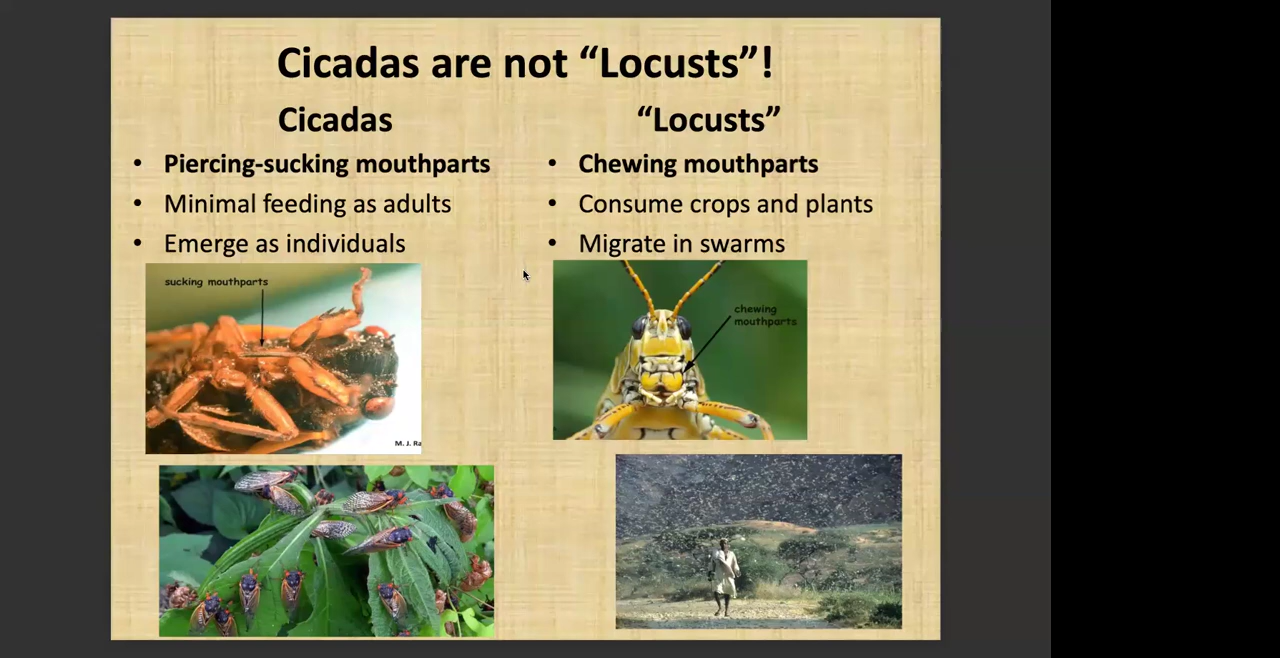 Cicadas are not “Locusts”!
Cicadas
• Piercing-sucking mouthparts
• Minimal feeding as adults
• Emerge as individuals
sucking mouthparts
M. J. Ra
“Locusts”
• Chewing mouthparts
• Consume crops and plants
• Migrate in swarms
chewing
mouthparts